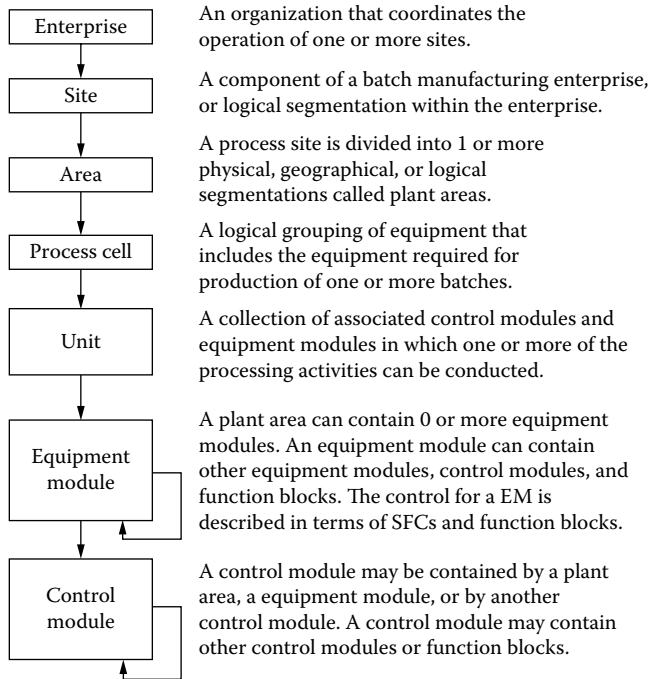 Enterprise
An organization that coordinates the
operation of one or more sites.
Site
A component of a batch manufacturing enterprise,
or logical segmentation within the enterprise.
Area
A process site is divided into 1 or more
physical, geographical, or logical
segmentations called plant areas.
Process cell
A logical grouping of equipment that
includes the equipment required for
production of one or more batches.
Unit
A collection of associated control modules and
equipment modules in which one or more of the
processing activities can be conducted.
Equipment
module
A plant area can contain 0 or more equipment
modules. An equipment module can contain
other equipment modules, control modules, and
function blocks. The control for a EM is
described in terms of SFCs and function blocks.
Control
module
A control module may be contained by a plant
area, a equipment module, or by another
control module. A control module may contain
other control modules or function blocks.